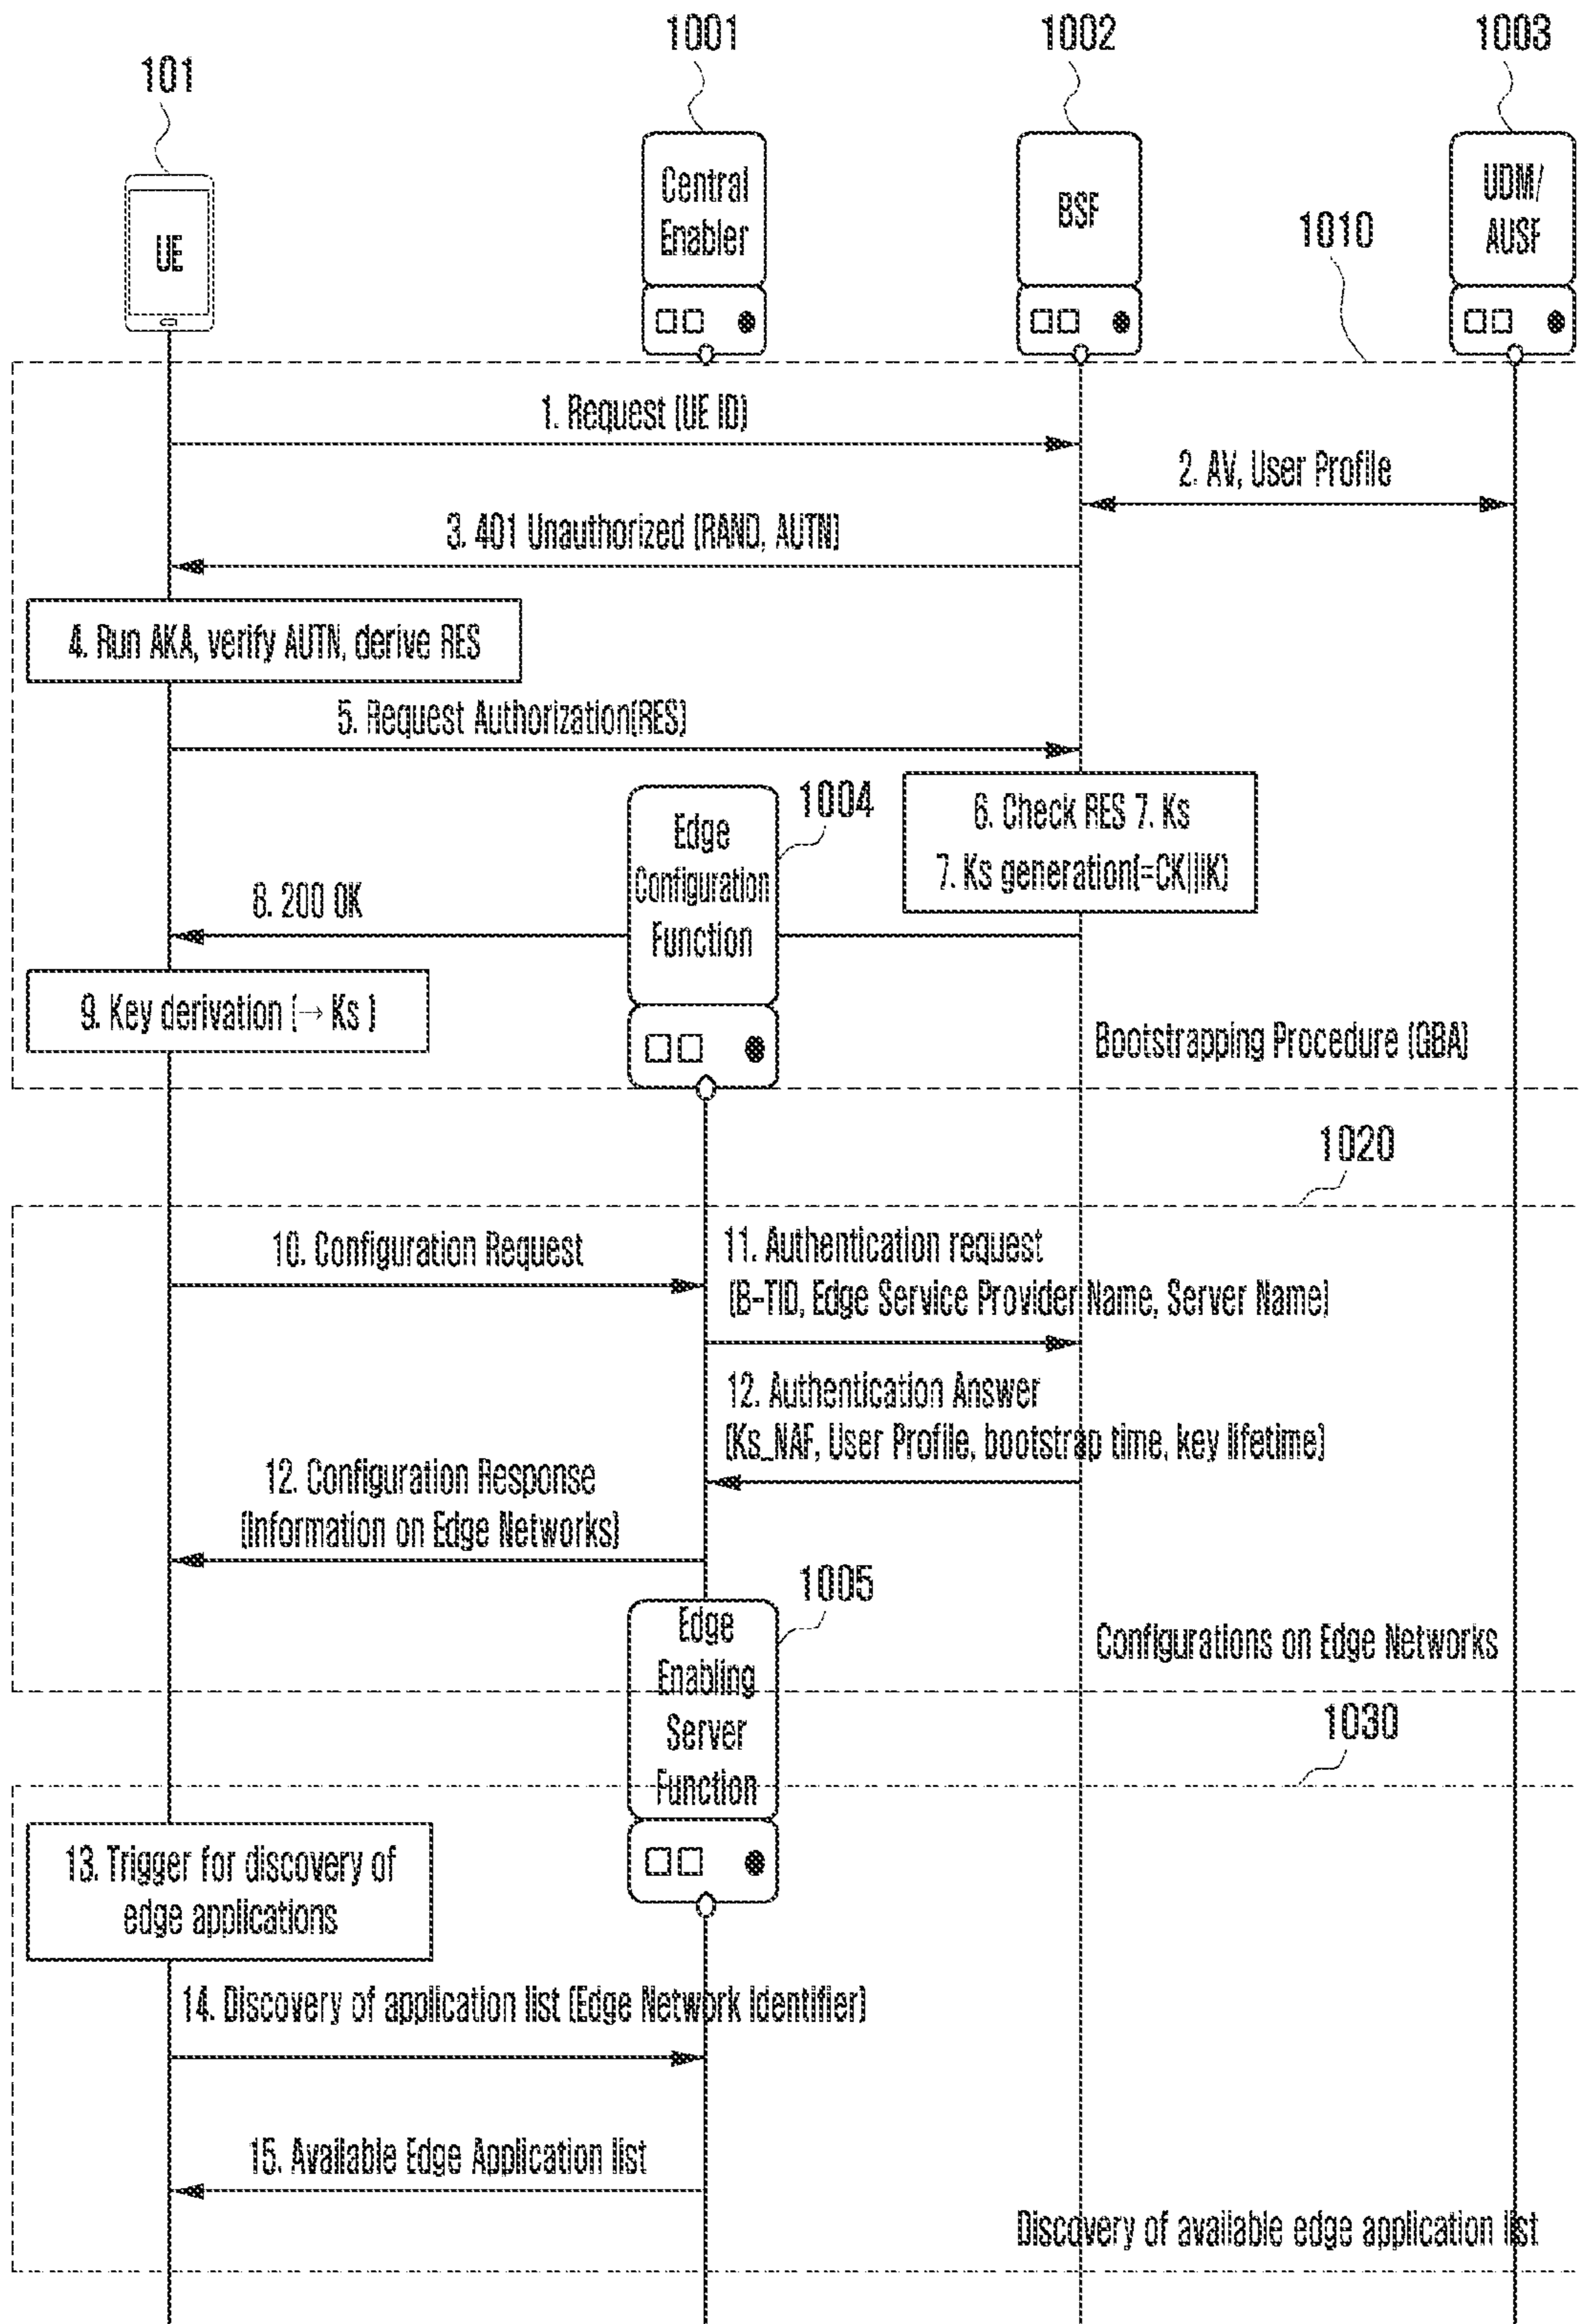 1001
1002
1003
101
Central
Enabler
BSF
UDM/
AUSF
UE
1010
1. Request (UE ID)
2. AV, User Profile
3. 401 Unauthorized (RAND, AUTN)
4. Run AKA, verify AUTN, derive RES
5. Request Authorization(RES)
1004
Edge
Configuration
Function
6. Check RES 7. Ks
7. Ks generation(=CK||IK)
8. 200 OK
9. Key derivation (→ Ks )
Bootstrapping Procedure (GBA)
1020
10. Configuration Request
11. Authentication request
(B-TID, Edge Service Provider Name, Server Name)
12. Authentication Answer
(Ks_NAF, User Profile, bootstrap time, key lifetime)
12. Configuration Response
(Information on Edge Networks)
1005
Edge
Enabling
Server
Function
Configurations on Edge Networks
1030
13. Trigger for discovery of
edge applications
14. Discovery of application list (Edge Network Identifier)
15. Available Edge Application list
Discovery of available edge application list